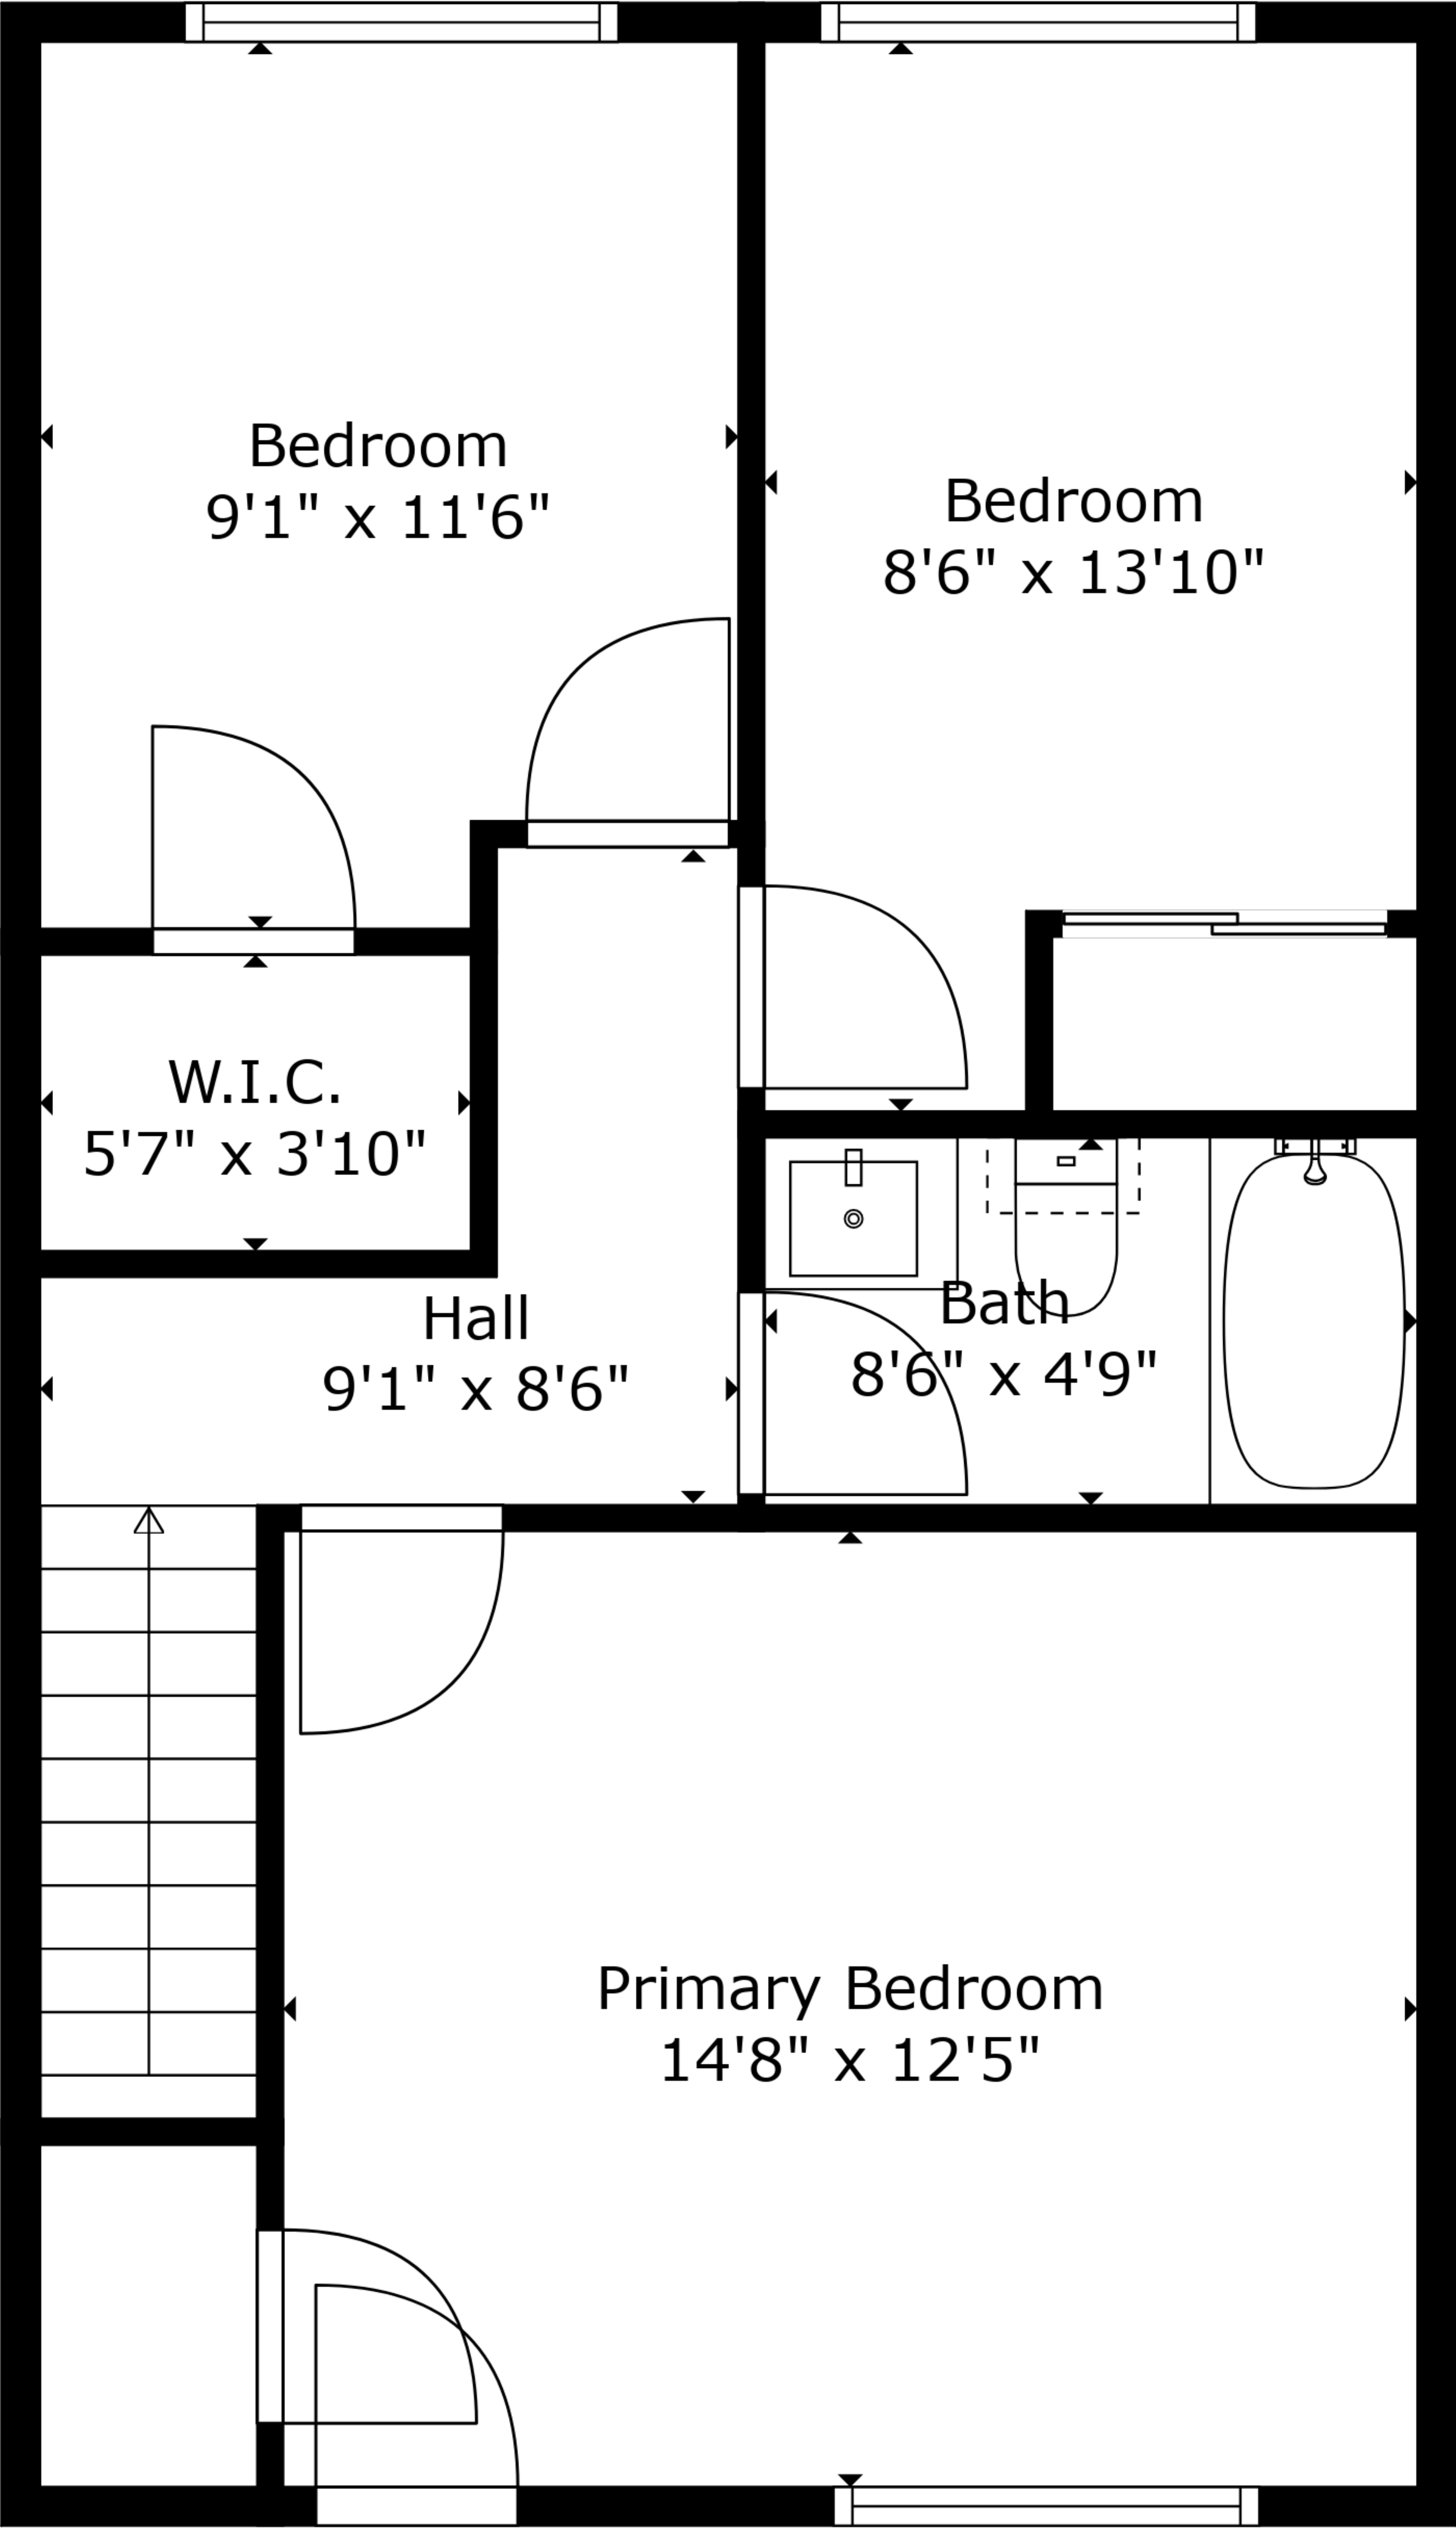 Bedroom
9'1" x 11'6"
Bedroom
8'6" x 13'10"
W.I.C.
5'7" x 3'10"
Hall
9'1" x 8'6"
Bath
8'6" x 4'9"
Primary Bedroom
14'8" x 12'5"